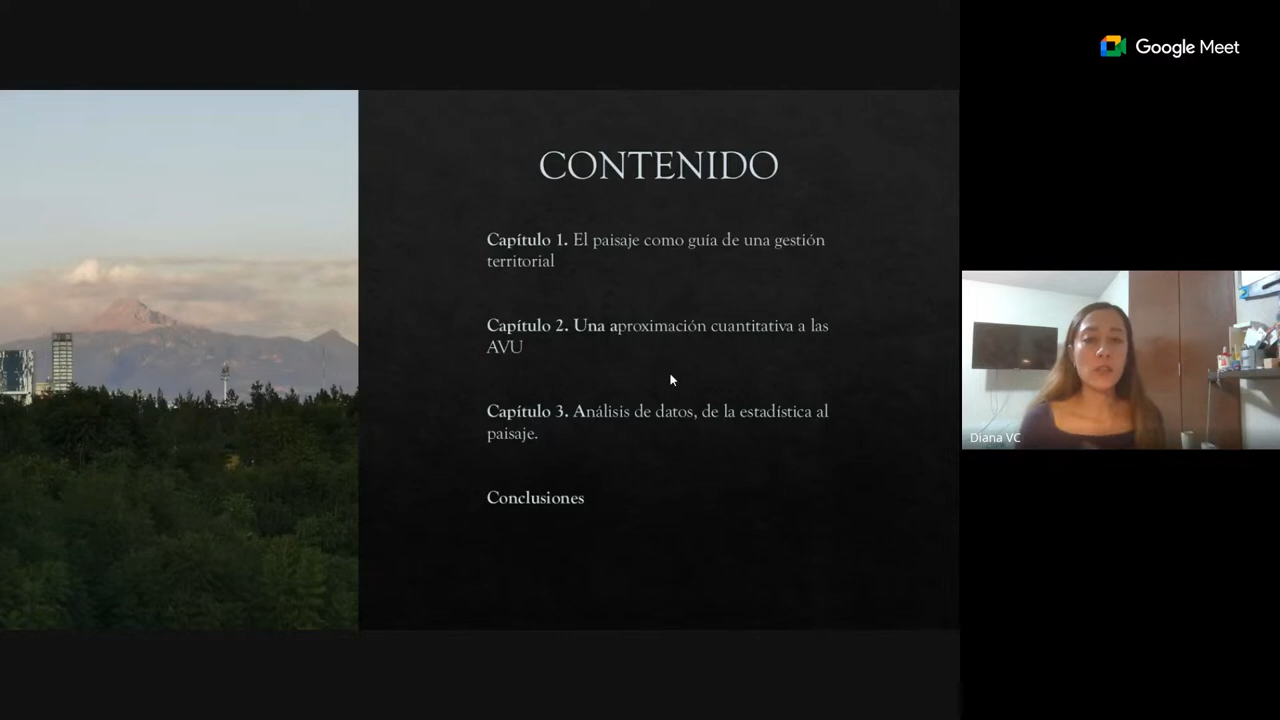 Google Meet
CONTENIDO
Capítulo 1. El paisaje como guía de una gestión
territorial
Capítulo 2. Una aproximación cuantitativa a las
AVU
Capítulo 3. Análisis de datos, de la estadística al
paisaje.
Conclusiones
Diana VC